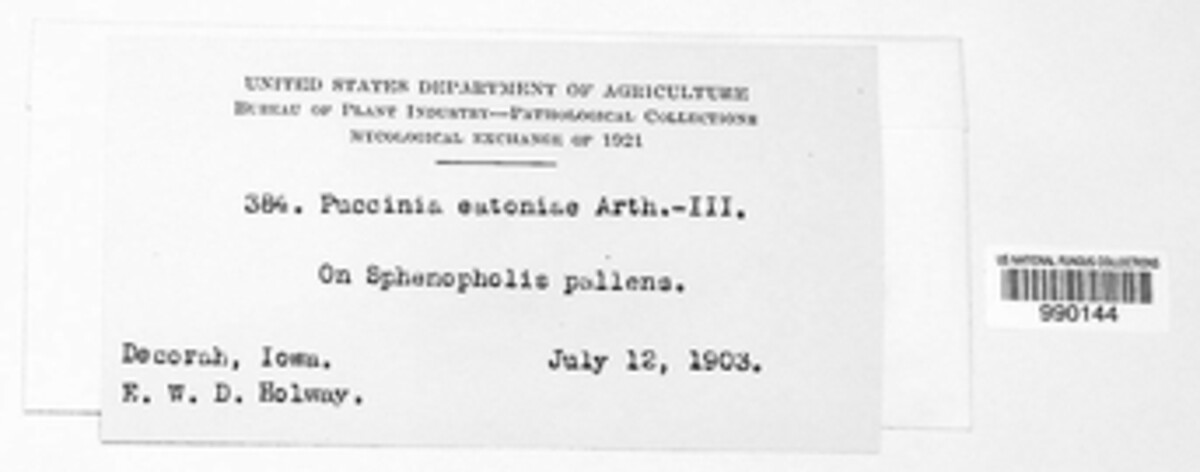 UNITED STATES DEPARTMENT OF AGRICULTURE
BUREAU OF PLANT INDUSTRY—PATHOLOGICAL COLLECTIONS
MYCOLOGICAL EXCHANGE OF 1921
384. Puccinia eatoniae Arth.-III.
On Sphenopholis pallens.
Decorah, Iowa.
July 12, 1903.
E. W. D. Holway.
US NATIONAL FUNGUS COLLECTIONS
990144